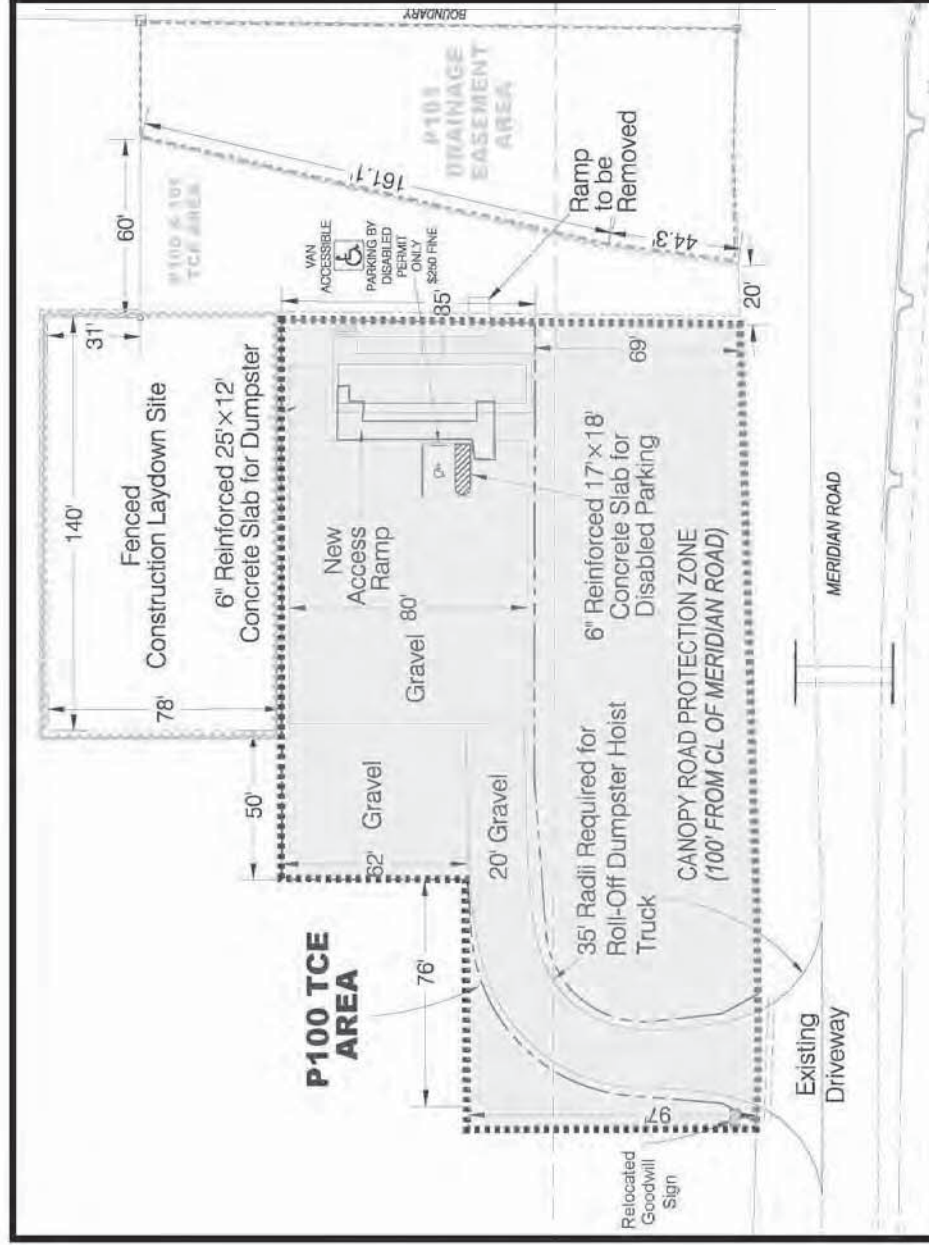 BOUNDARY
P101
DRAINAGE
EASEMENT
AREA
161.1'
44.3'
Ramp
to be
Removed
60'
P100 & 101
TCE AREA
20'
VAN
ACCESSIBLE
PARKING BY
DISABLED
PERMIT
ONLY
$250 FINE
31'
140'
78'
Fenced
Construction Laydown Site
6" Reinforced 25'×12'
Concrete Slab for Dumpster
85'
69'
New
Access
Ramp
80'
Gravel
6" Reinforced 17'×18'
Concrete Slab for
Disabled Parking
50'
62'
Gravel
20' Gravel
35' Radii Required for
Roll-Off Dumpster Hoist
Truck
CANOPY ROAD PROTECTION ZONE
(100' FROM CL OF MERIDIAN ROAD)
MERIDIAN ROAD
P100 TCE
AREA
76'
97'
Existing
Driveway
Relocated
Goodwill
Sign